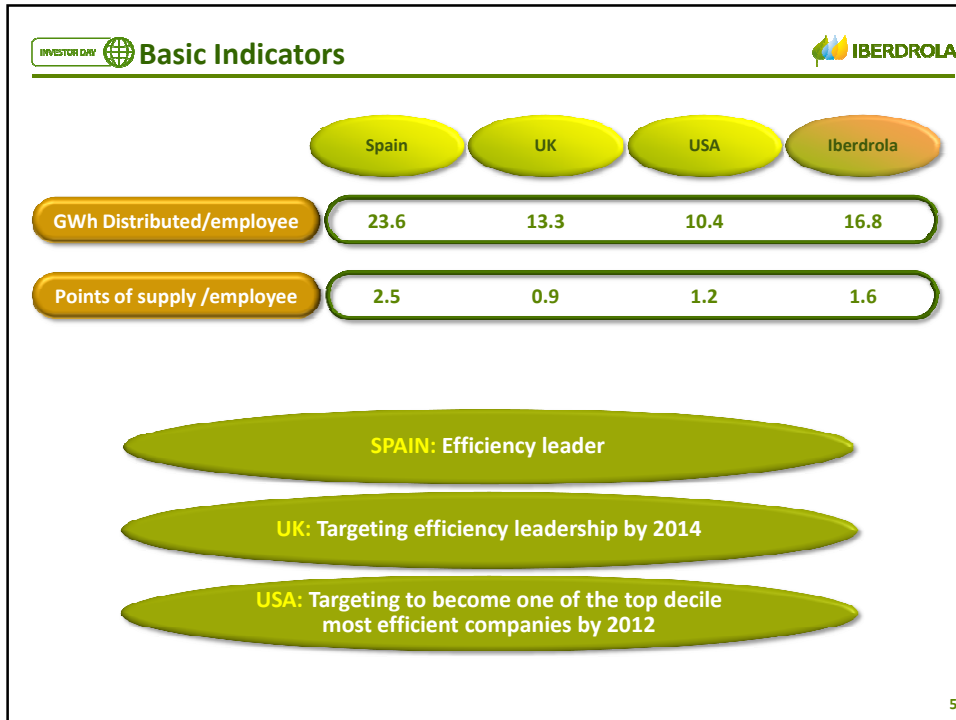 INVESTOR DAY
Basic Indicators
IBERDROLA
Spain UK USA Iberdrola
GWh Distributed/employee 23.6 13.3 10.4 16.8
Points of supply /employee 2.5 0.9 1.2 1.6
SPAIN: Efficiency leader
UK: Targeting efficiency leadership by 2014
USA: Targeting to become one of the top decile
most efficient companies by 2012
5